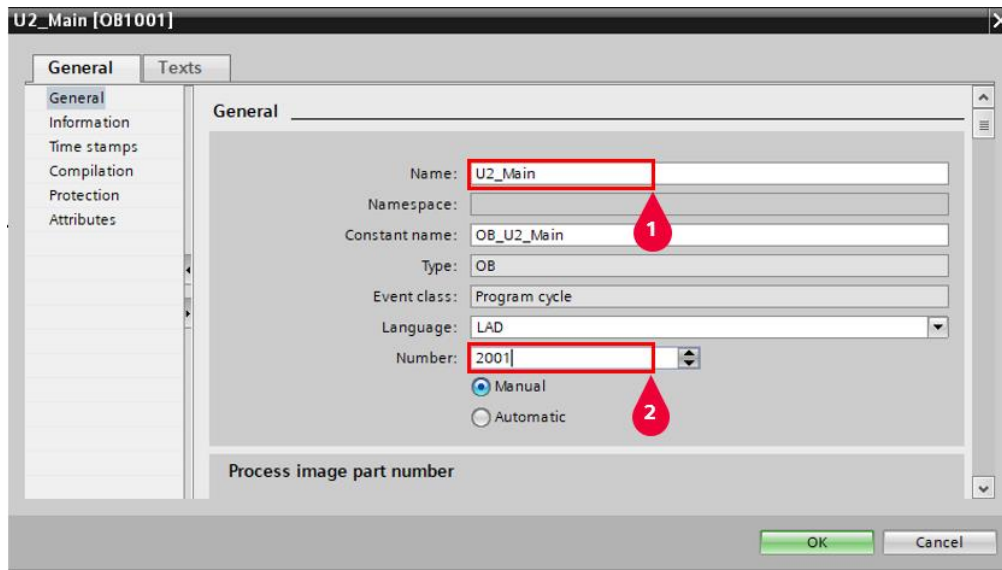 U2_Main [OB1001]
General Texts
General
Information
Time stamps
Compilation
Protection
Attributes
General
Name: U2_Main
1
Namespace:
Constant name: OB_U2_Main
Type: OB
Event class: Program cycle
Language: LAD
Number: 2001
Manual
2
Automatic
Process image part number
OK Cancel